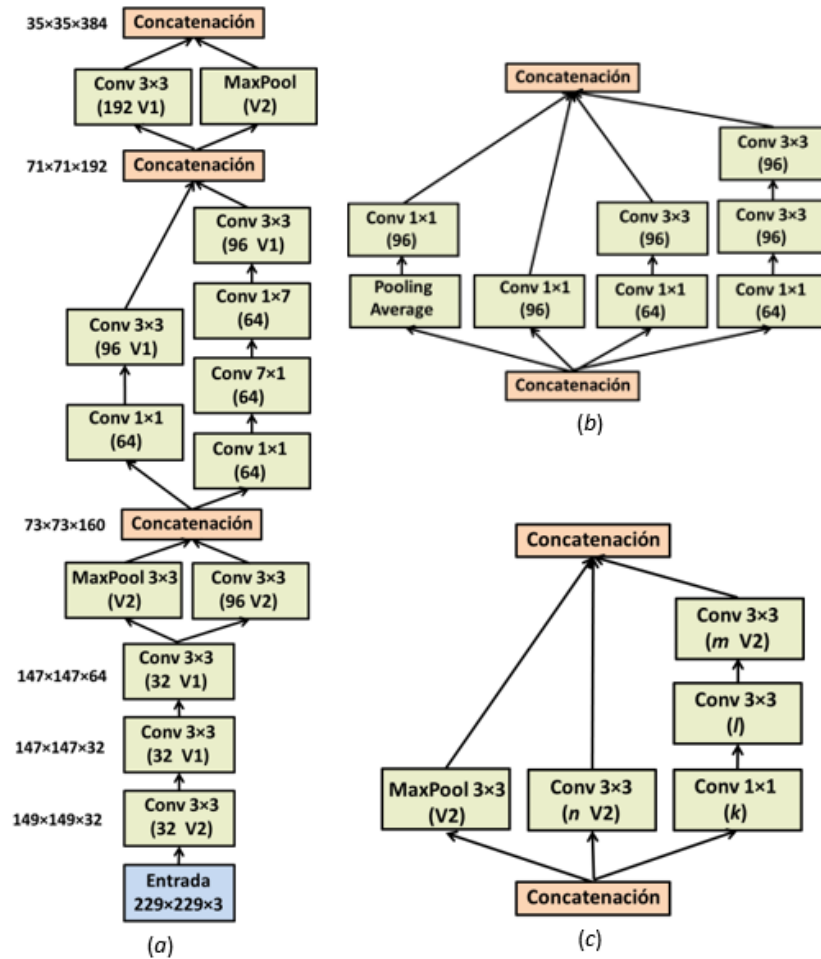 35×35×384
Concatenación
Conv 3×3
(192 V1)
MaxPool
(V2)
71×71×192
Concatenación
Conv 3×3
(96 V1)
Conv 1×7
(64)
Conv 3×3
(96 V1)
Conv 7×1
(64)
Conv 1×1
(64)
Conv 1×1
(64)
73×73×160
Concatenación
MaxPool 3×3
(V2)
Conv 3×3
(96 V2)
147×147×64
Conv 3×3
(32 V1)
147×147×32
Conv 3×3
(32 V1)
149×149×32
Conv 3×3
(32 V2)
Entrada
229×229×3
(a)
Concatenación
Conv 3×3
(96)
Conv 1×1
(96)
Conv 3×3
(96)
Conv 3×3
(96)
Pooling
Average
Conv 1×1
(96)
Conv 1×1
(64)
Conv 1×1
(64)
Concatenación
(b)
Concatenación
Conv 3×3
(m V2)
Conv 3×3
(l)
MaxPool 3×3
(V2)
Conv 3×3
(n V2)
Conv 1×1
(k)
Concatenación
(c)